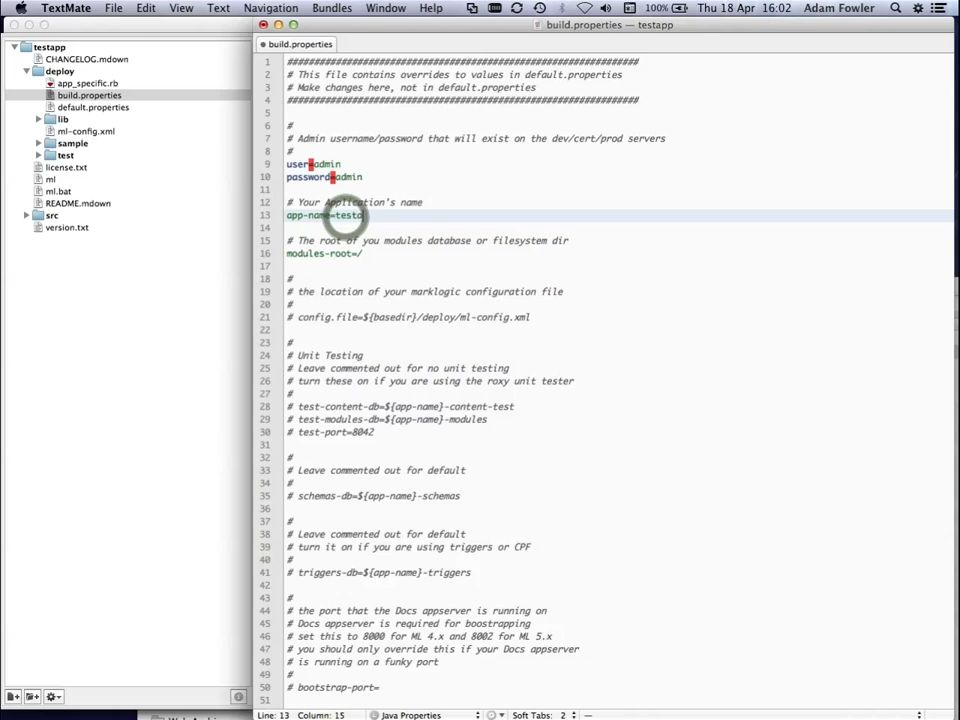 TextMate File Edit View Text Navigation Bundles Window Help 100% Thu 18 Apr 16:02 Adam Fowler
build.properties — testapp
testapp
CHANGELOG.mdown
deploy
app_specific.rb
build.properties
default.properties
lib
ml-config.xml
sample
test
license.txt
ml
ml.bat
README.mdown
src
version.txt
build.properties
1 ################################################################
2 # This file contains overrides to values in default.properties
3 # Make changes here, not in default.properties
4 ################################################################
5
6 #
7 # Admin username/password that will exist on the dev/cert/prod servers
8 #
9 user=admin
10 password=admin
11
12 # Your Application's name
13 app-name=testa
14
15 # The root of you modules database or filesystem dir
16 modules-root=/
17
18 #
19 # the location of your marklogic configuration file
20 #
21 # config.file=${basedir}/deploy/ml-config.xml
22
23 #
24 # Unit Testing
25 # Leave commented out for no unit testing
26 # turn these on if you are using the roxy unit tester
27 #
28 # test-content-db=${app-name}-content-test
29 # test-modules-db=${app-name}-modules
30 # test-port=8042
31
32 #
33 # Leave commented out for default
34 #
35 # schemas-db=${app-name}-schemas
36
37 #
38 # Leave commented out for default
39 # turn it on if you are using triggers or CPF
40 #
41 # triggers-db=${app-name}-triggers
42
43 #
44 # the port that the Docs appserver is running on
45 # Docs appserver is required for boostrapping
46 # set this to 8000 for ML 4.x and 8002 for ML 5.x
47 # you should only override this if your Docs appserver
48 # is running on a funky port
49 #
50 # bootstrap-port=
51
Line: 13 Column: 15 Java Properties Soft Tabs: 2 —